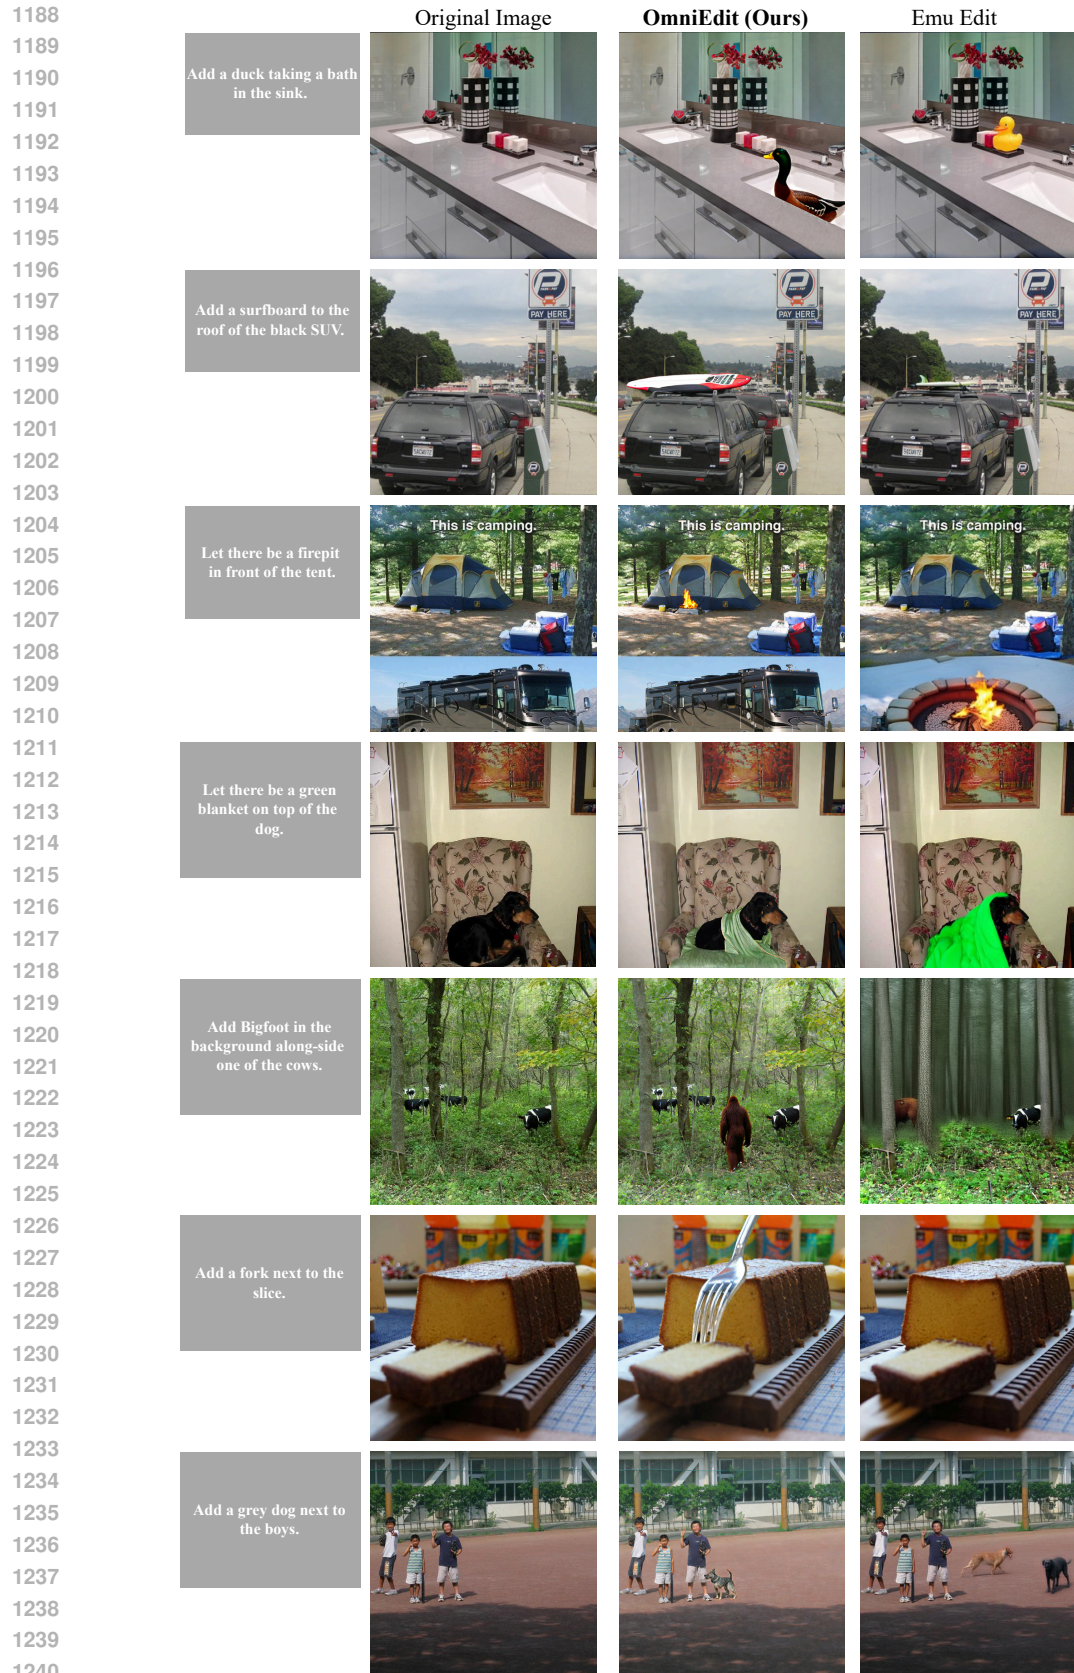 1188
Original Image
OmniEdit (Ours)
Emu Edit
1189
1190
Add a duck taking a bath
in the sink.
1191
1192
1193
1194
1195
1196
1197
P
PAY HERE
P
PAY HERE
P
PAY HERE
Add a surfboard to the
roof of the black SUV.
1198
1199
1200
1201
1202
1203
1204
This is camping.
This is camping.
This is camping.
1205
Let there be a firepit
in front of the tent.
1206
1207
1208
1209
1210
1211
1212
Let there be a green
blanket on top of the
dog.
1213
1214
1215
1216
1217
1218
1219
1220
Add Bigfoot in the
background along-side
one of the cows.
1221
1222
1223
1224
1225
1226
1227
Add a fork next to the
slice.
1228
1229
1230
1231
1232
1233
1234
1235
Add a grey dog next to
the boys.
1236
1237
1238
1239
1240